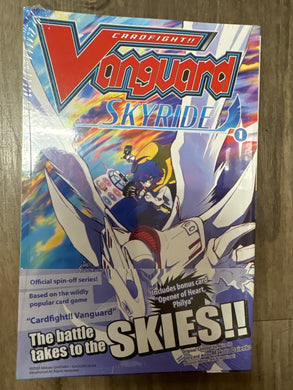 CARDFIGHT!!
Vanguard
SKYRIDE
1
Official spin-off series!
Based on the wildly
popular card game
"Cardfight!! Vanguard"
Includes bonus card
"Opener of Heart,
Philya"
The battle
takes to the
SKIES!!